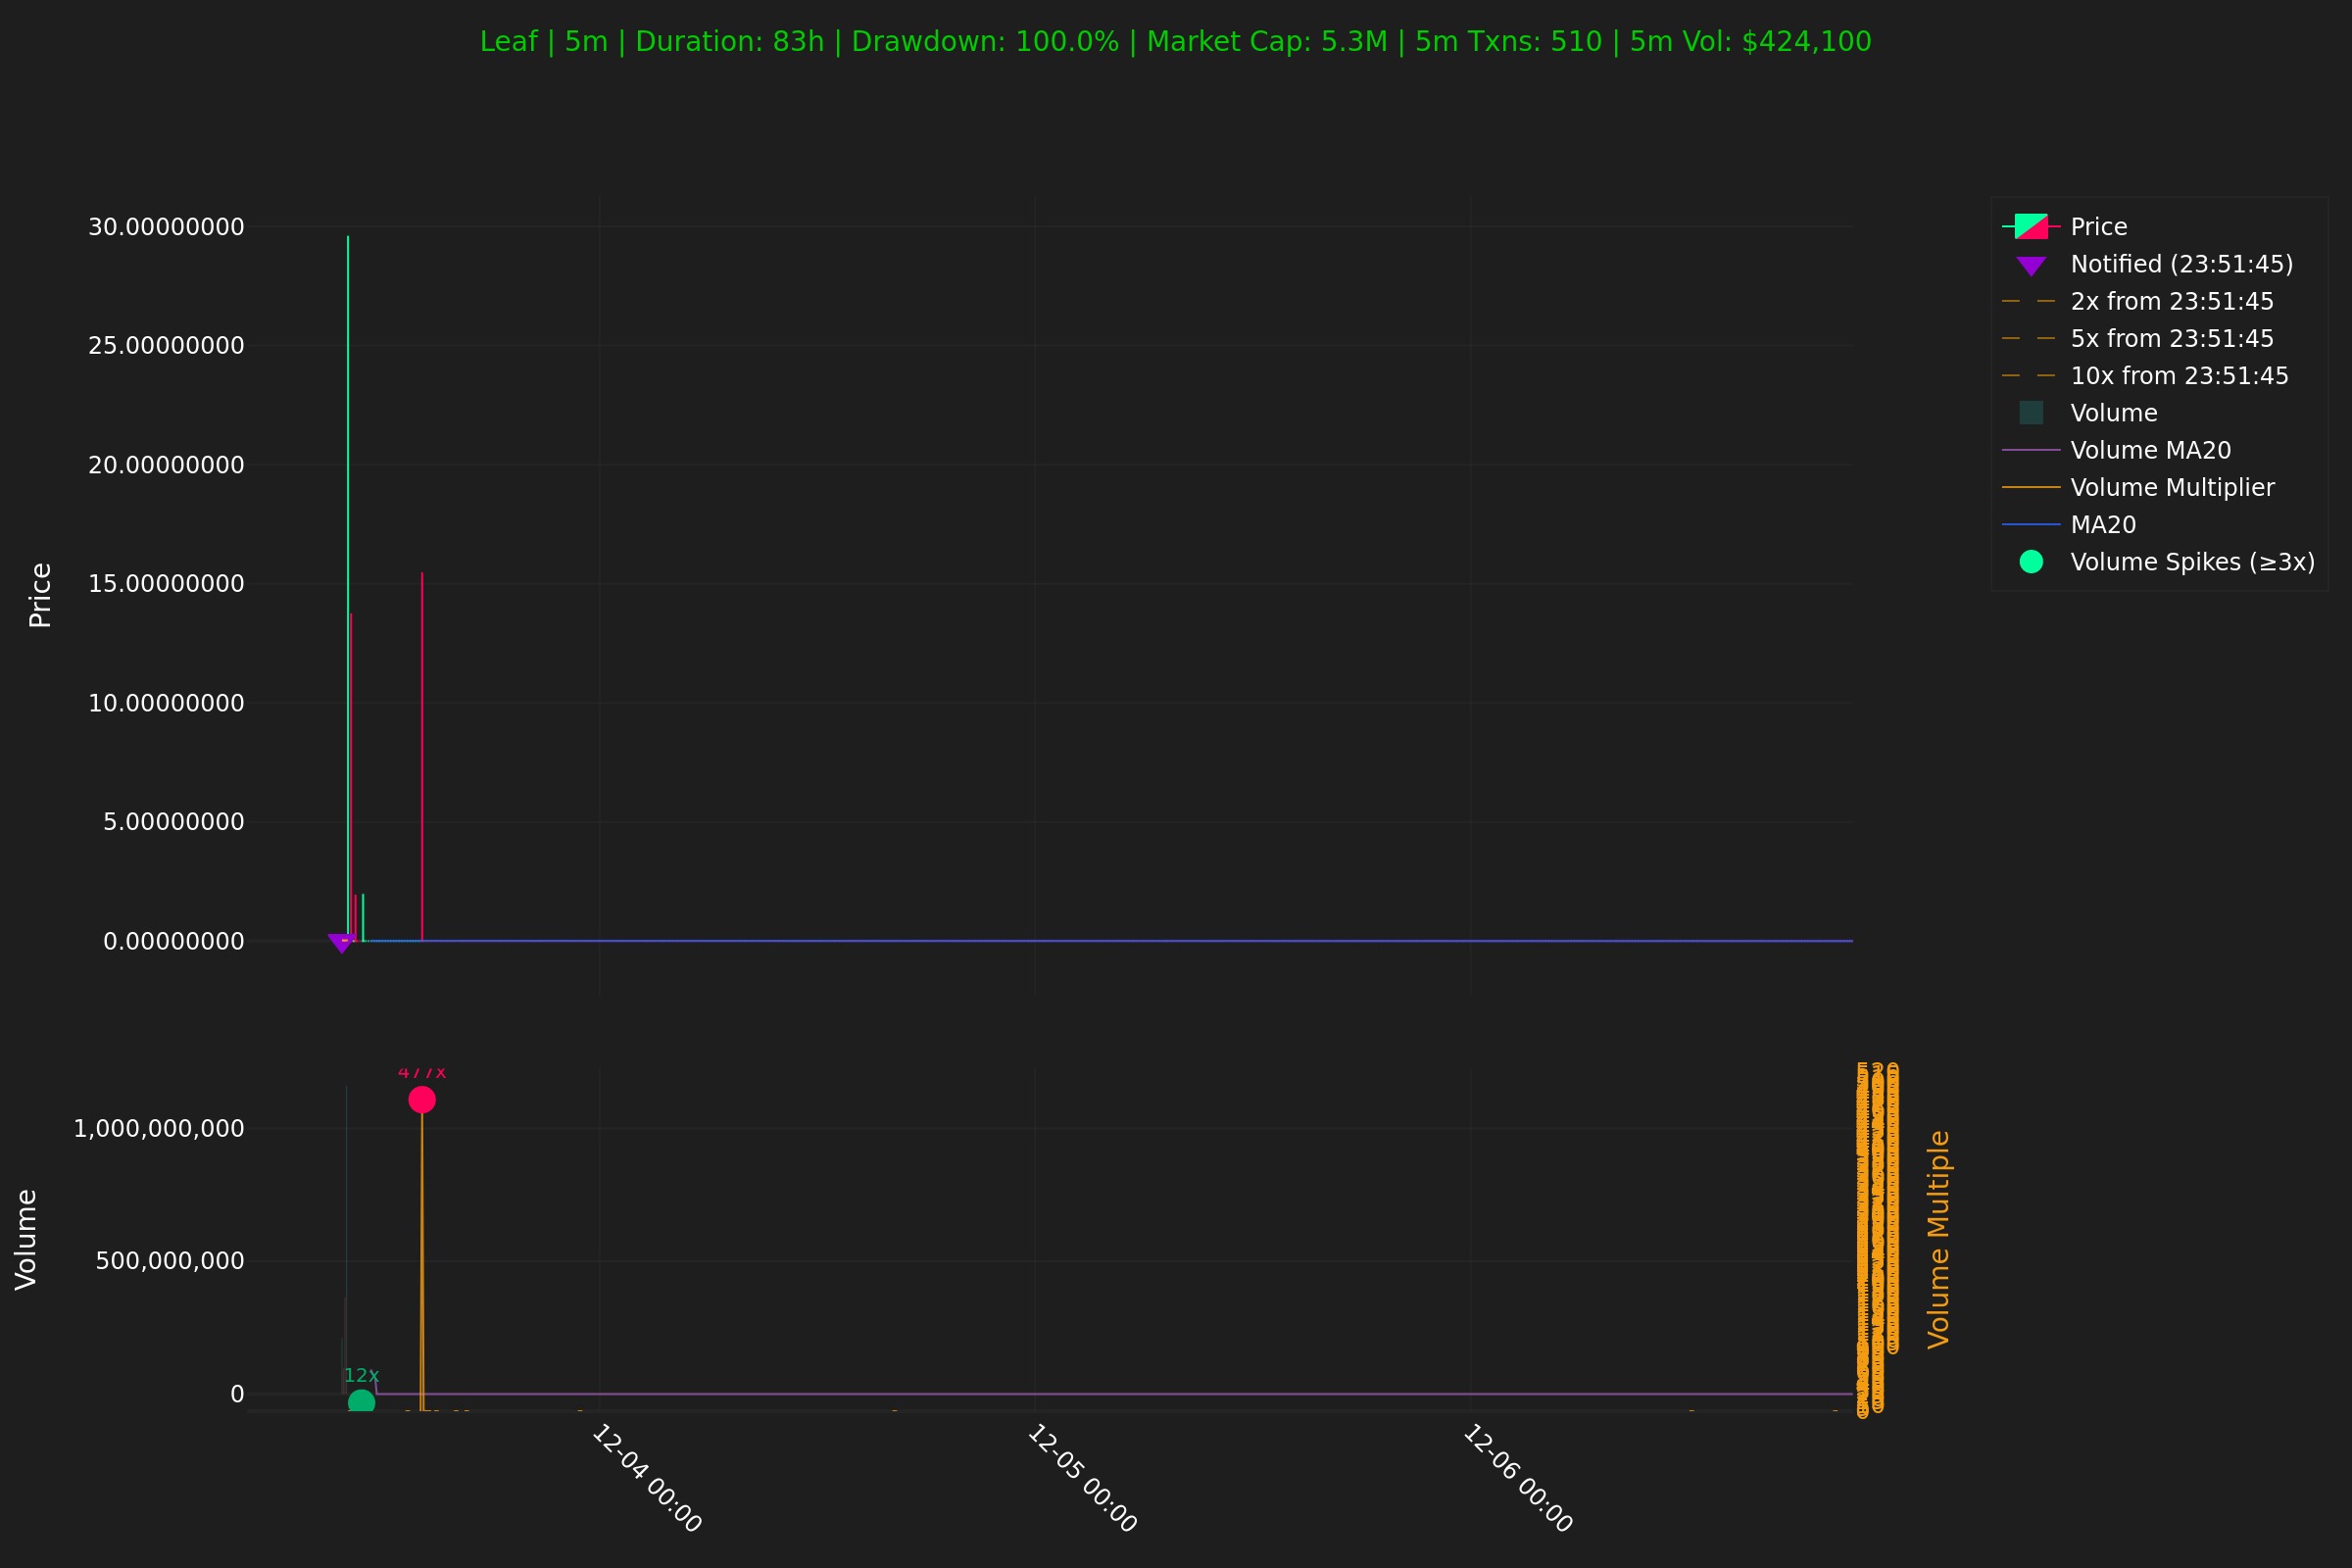 Leaf | 5m | Duration: 83h | Drawdown: 100.0% | Market Cap: 5.3M | 5m Txns: 510 | 5m Vol: $424,100
Price
30.00000000
25.00000000
20.00000000
15.00000000
10.00000000
5.00000000
0.00000000
Price
Notified (23:51:45)
2x from 23:51:45
5x from 23:51:45
10x from 23:51:45
Volume
Volume MA20
Volume Multiplier
MA20
Volume Spikes (≥3x)
Volume
1,000,000,000
500,000,000
0
477x
12x
Volume Multiple
12-04 00:00
12-05 00:00
12-06 00:00